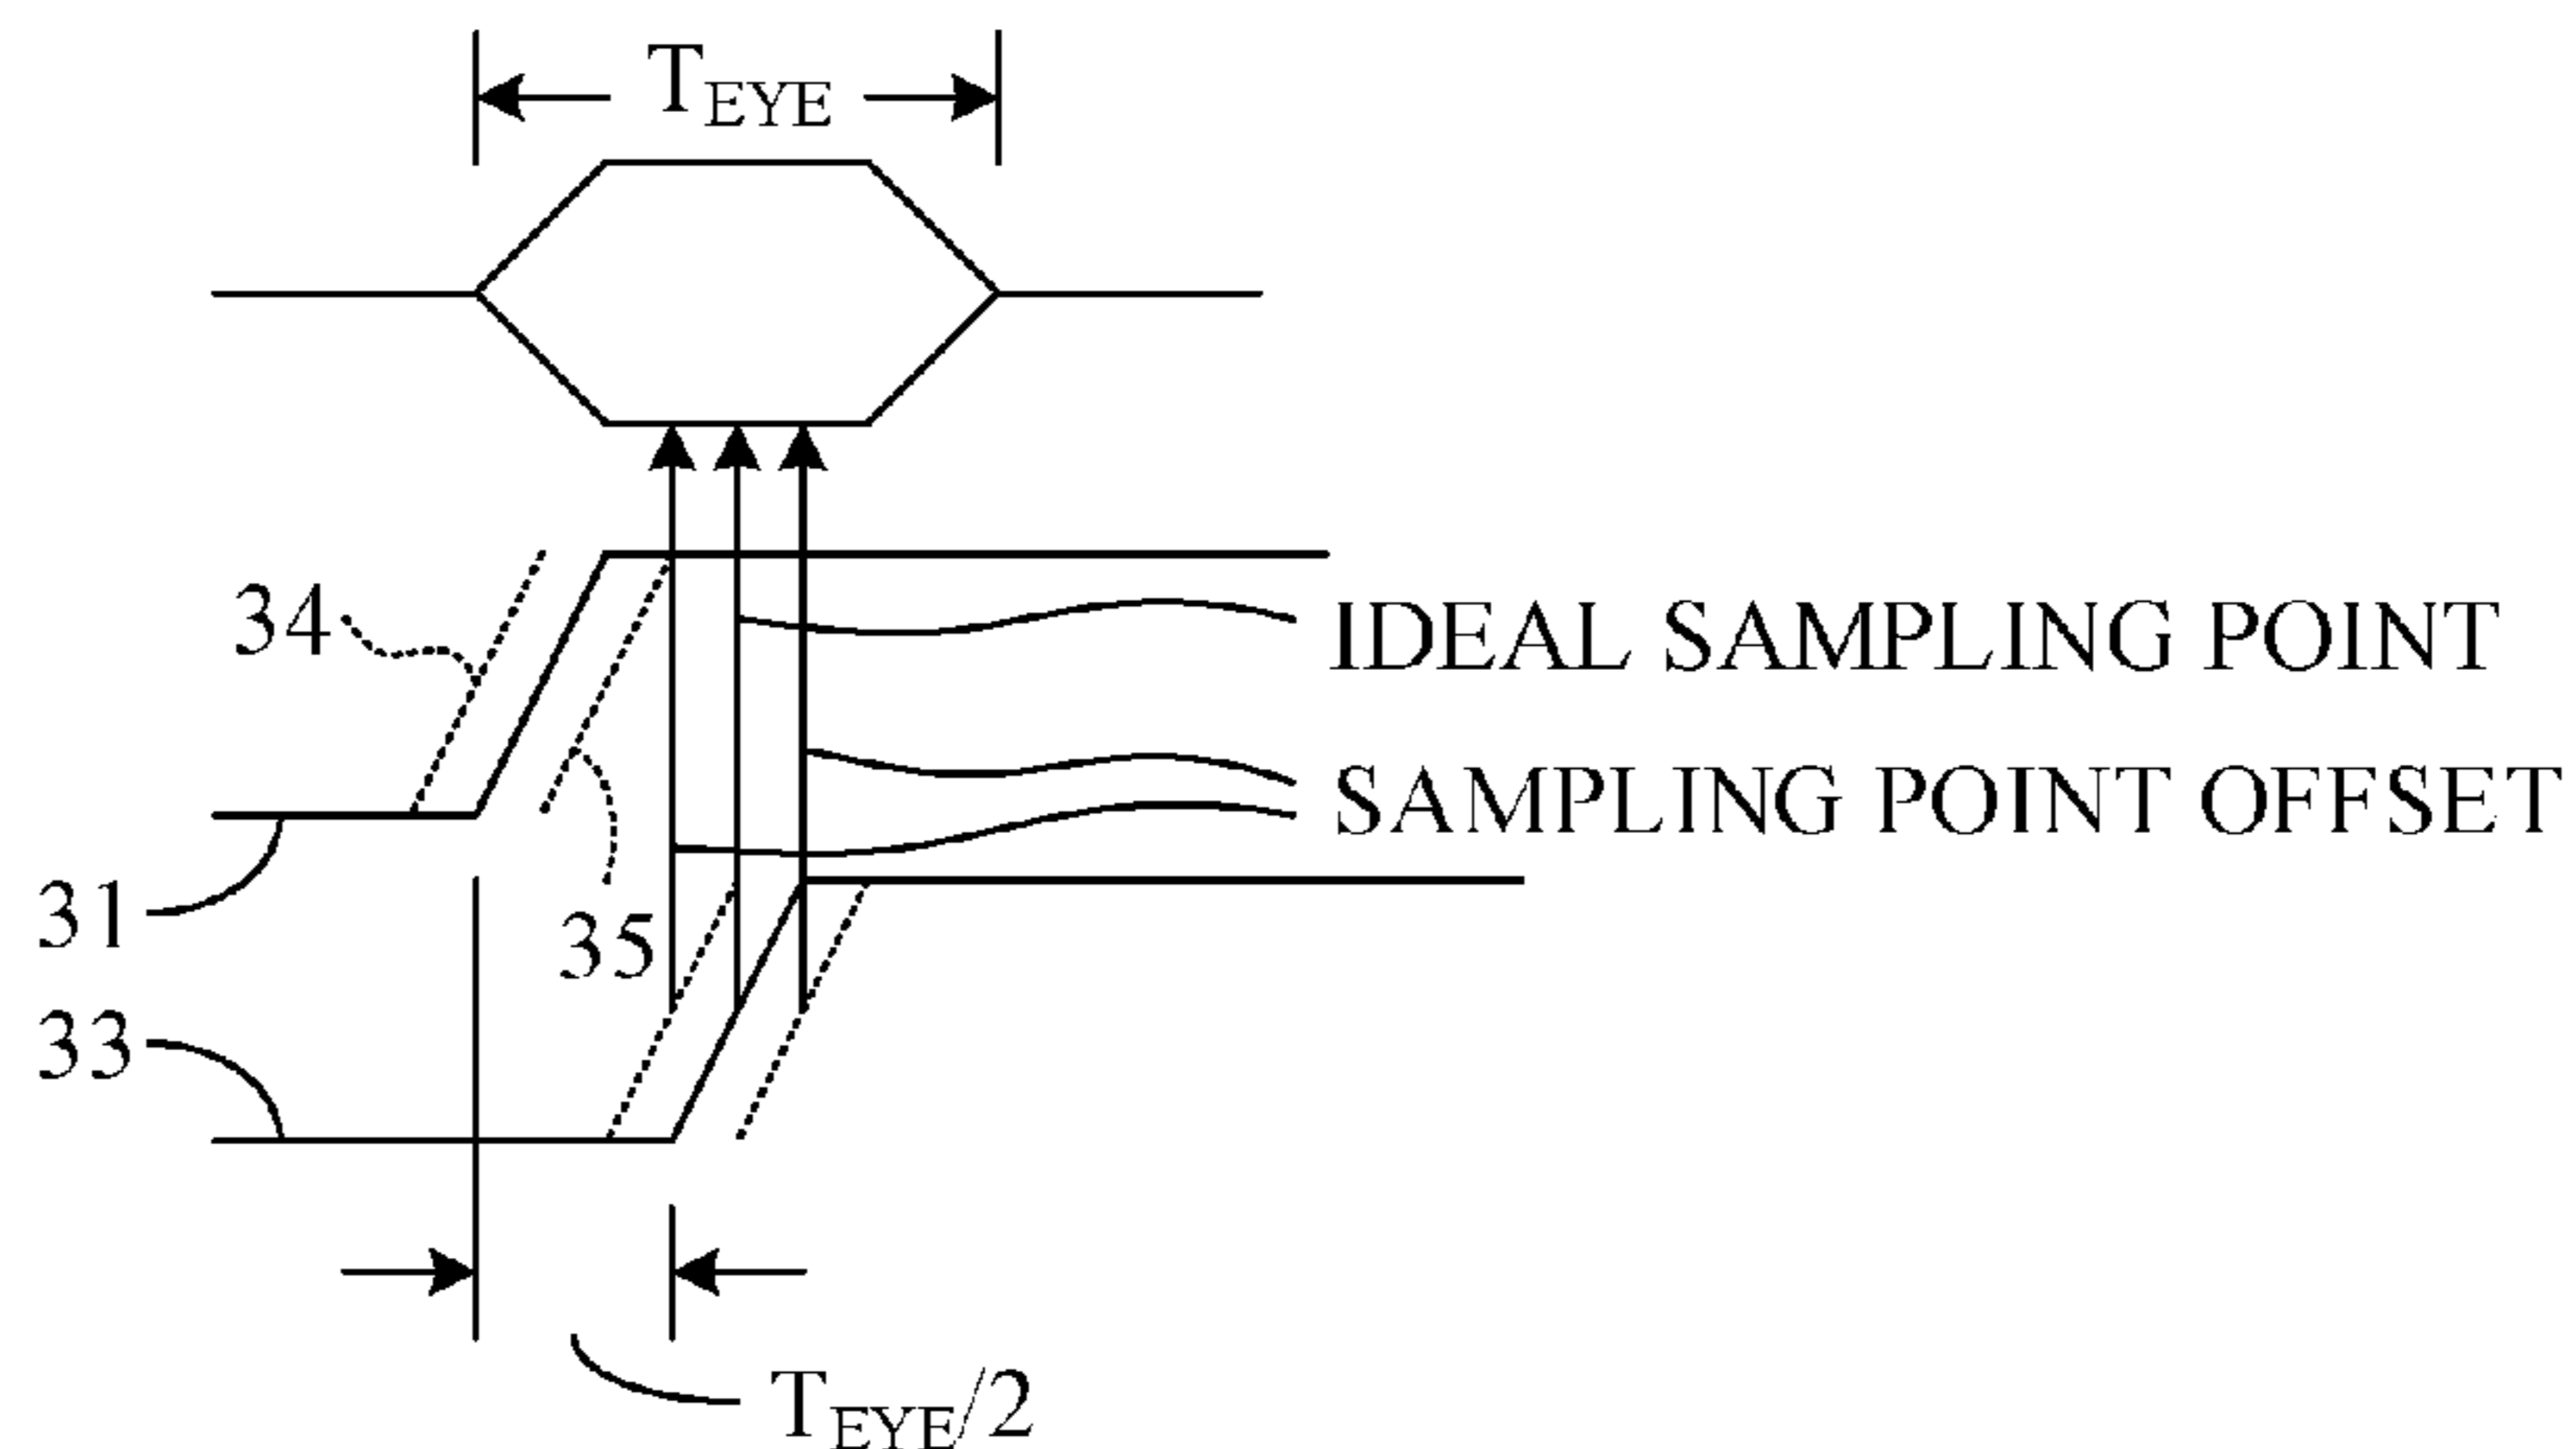 TEYE
34
IDEAL SAMPLING POINT
SAMPLING POINT OFFSET
31
35
33
TEYE/2